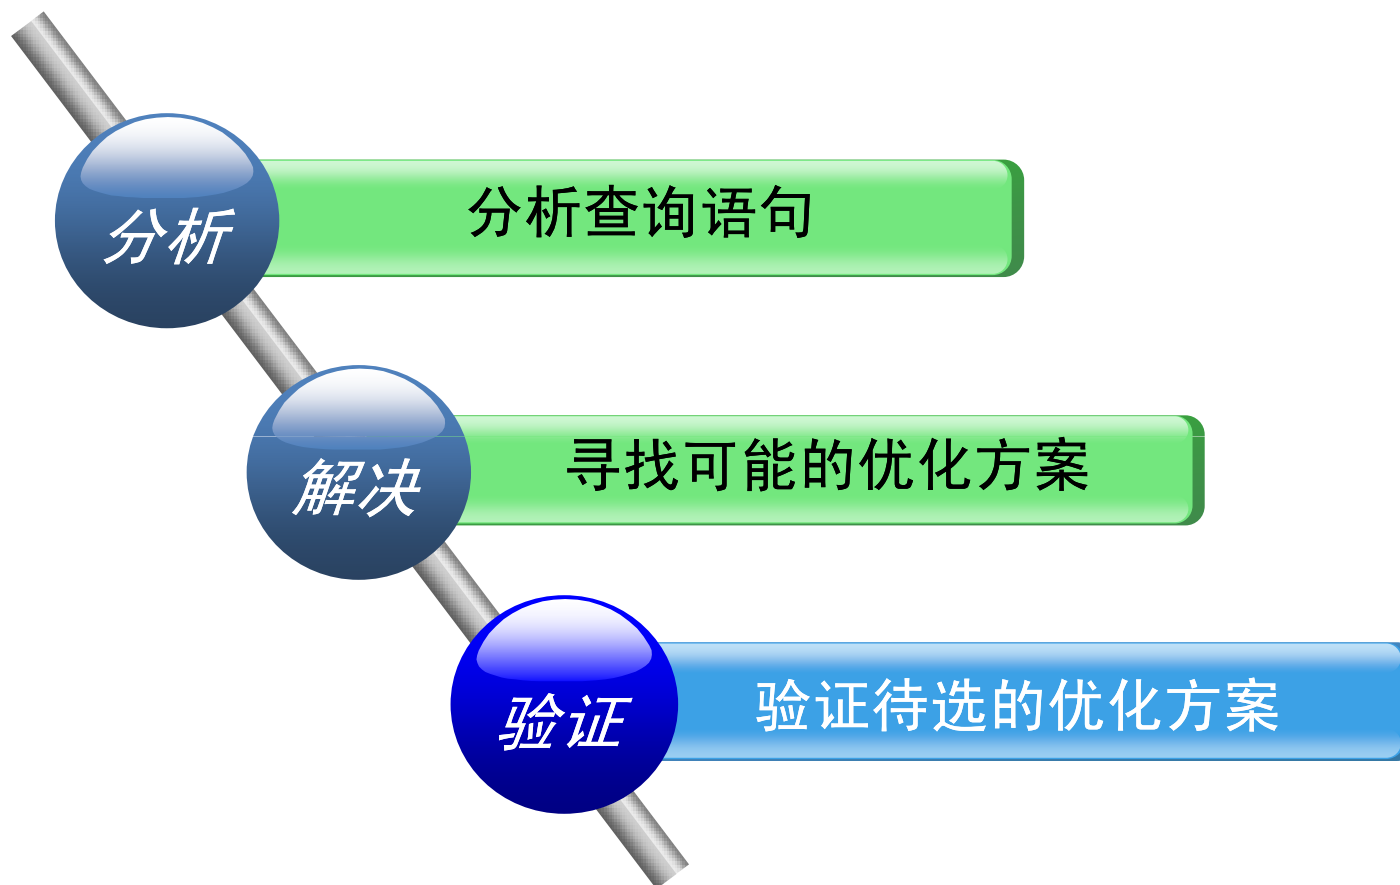 分析
分析查询语句
解决
寻找可能的优化方案
验证
验证待选的优化方案